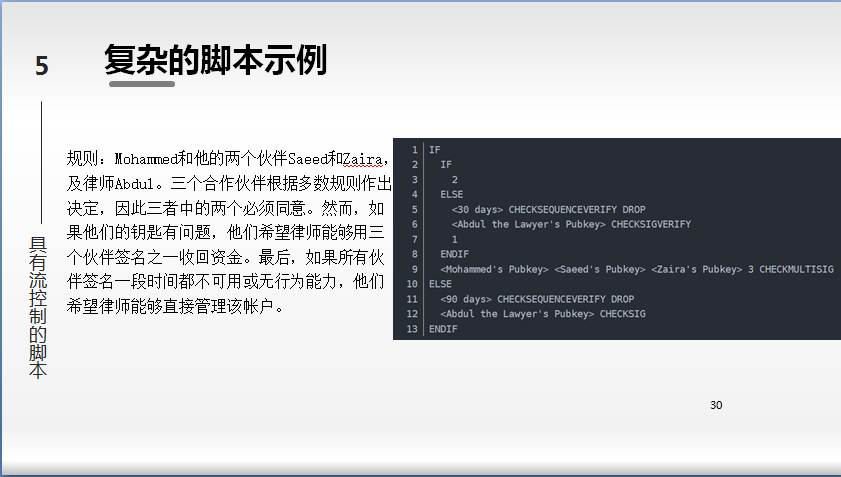 5
复杂的脚本示例
具有流控制的脚本
规则：Mohammed和他的两个伙伴Saeed和Zaira，
及律师Abdul。三个合作伙伴根据多数规则作出
决定，因此三者中的两个必须同意。然而，如
果他们的钥匙有问题，他们希望律师能够用三
个伙伴签名之一收回资金。最后，如果所有伙
伴签名一段时间都不可用或无行为能力，他们
希望律师能够直接管理该帐户。
1 IF
2 IF
3 2
4 ELSE
5 <30 days> CHECKSEQUENCEVERIFY DROP
6 <Abdul the Lawyer's Pubkey> CHECKSIGVERIFY
7 1
8 ENDIF
9 <Mohammed's Pubkey> <Saeed's Pubkey> <Zaira's Pubkey> 3 CHECKMULTISIG
10 ELSE
11 <90 days> CHECKSEQUENCEVERIFY DROP
12 <Abdul the Lawyer's Pubkey> CHECKSIG
13 ENDIF
30